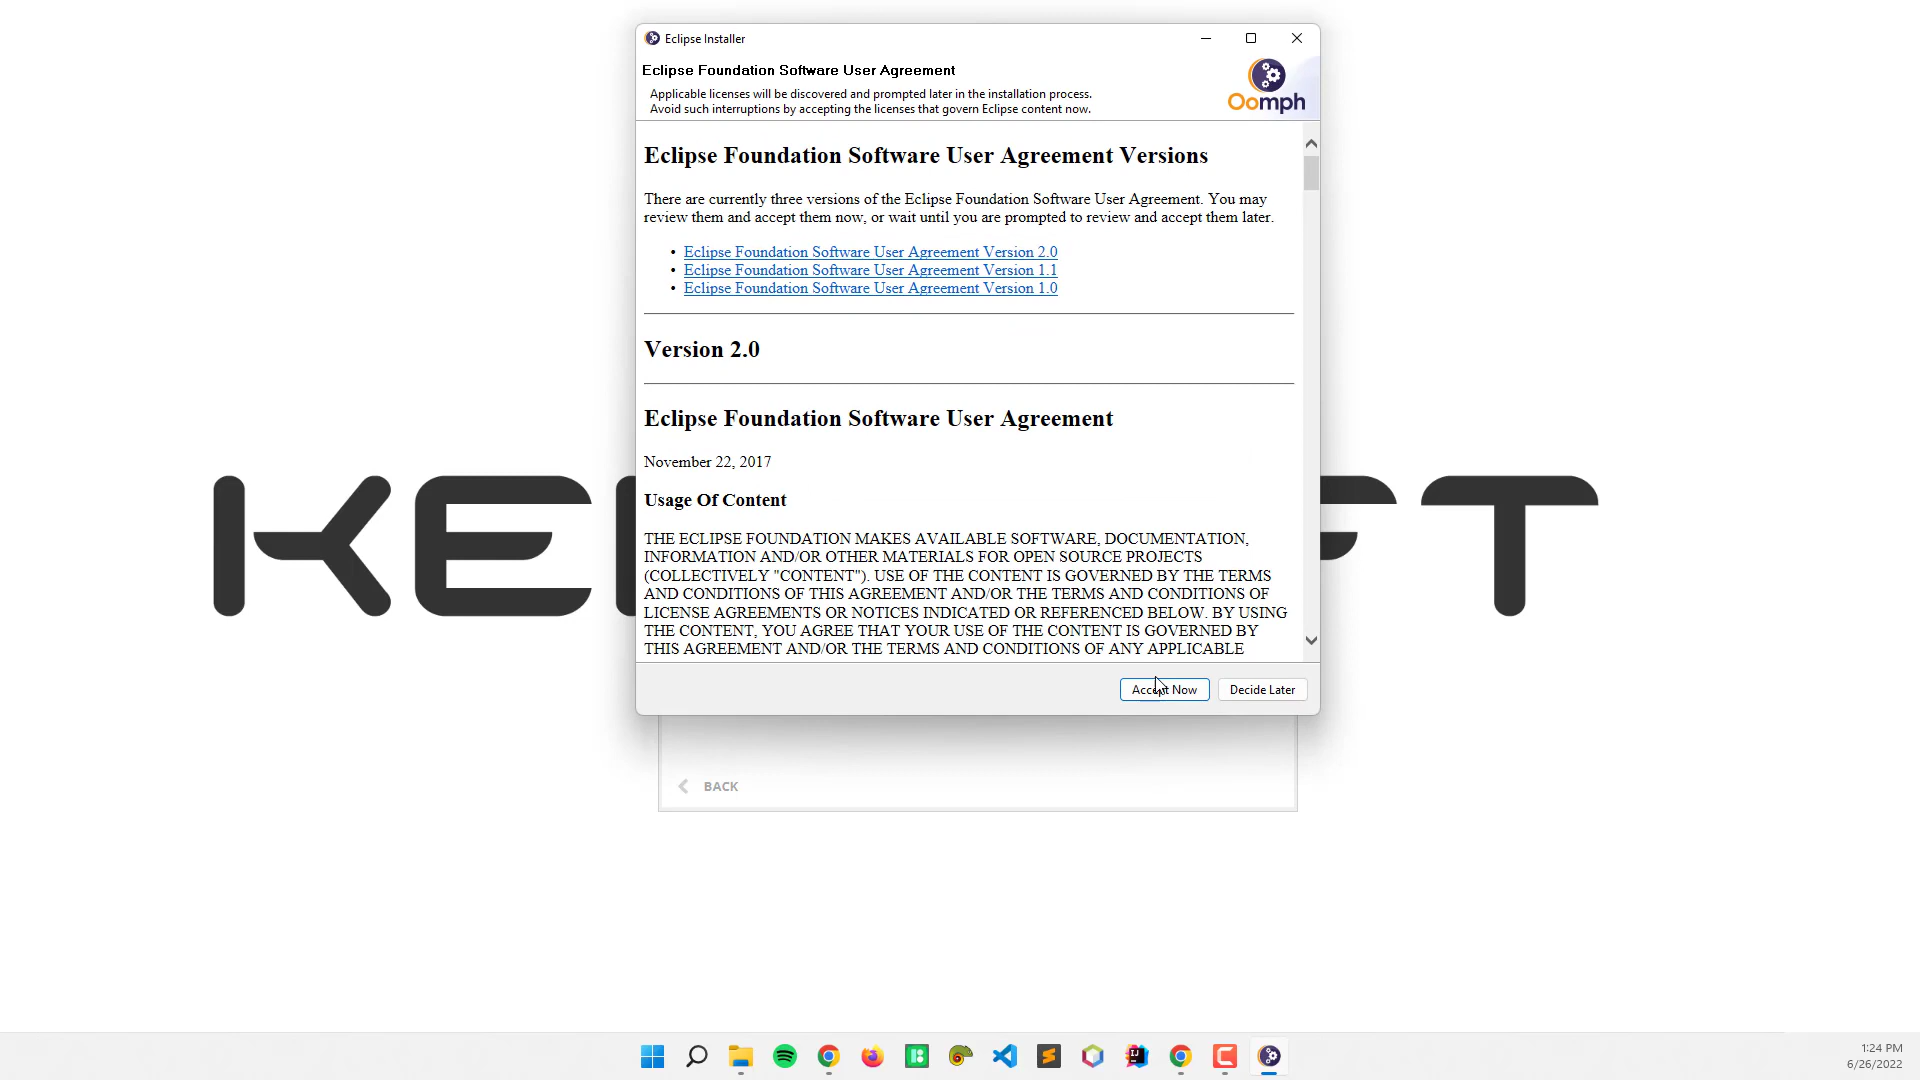 Eclipse Installer
Eclipse Foundation Software User Agreement
Applicable licenses will be discovered and prompted later in the installation process.
Avoid such interruptions by accepting the licenses that govern Eclipse content now.
Oomph
Eclipse Foundation Software User Agreement Versions
There are currently three versions of the Eclipse Foundation Software User Agreement. You may
review them and accept them now, or wait until you are prompted to review and accept them later.
• Eclipse Foundation Software User Agreement Version 2.0
• Eclipse Foundation Software User Agreement Version 1.1
• Eclipse Foundation Software User Agreement Version 1.0
Version 2.0
Eclipse Foundation Software User Agreement
November 22, 2017
Usage Of Content
THE ECLIPSE FOUNDATION MAKES AVAILABLE SOFTWARE, DOCUMENTATION,
INFORMATION AND/OR OTHER MATERIALS FOR OPEN SOURCE PROJECTS
(COLLECTIVELY "CONTENT"). USE OF THE CONTENT IS GOVERNED BY THE TERMS
AND CONDITIONS OF THIS AGREEMENT AND/OR THE TERMS AND CONDITIONS OF
LICENSE AGREEMENTS OR NOTICES INDICATED OR REFERENCED BELOW. BY USING
THE CONTENT, YOU AGREE THAT YOUR USE OF THE CONTENT IS GOVERNED BY
THIS AGREEMENT AND/OR THE TERMS AND CONDITIONS OF ANY APPLICABLE
Accept Now Decide Later
BACK
1:24 PM
6/26/2022